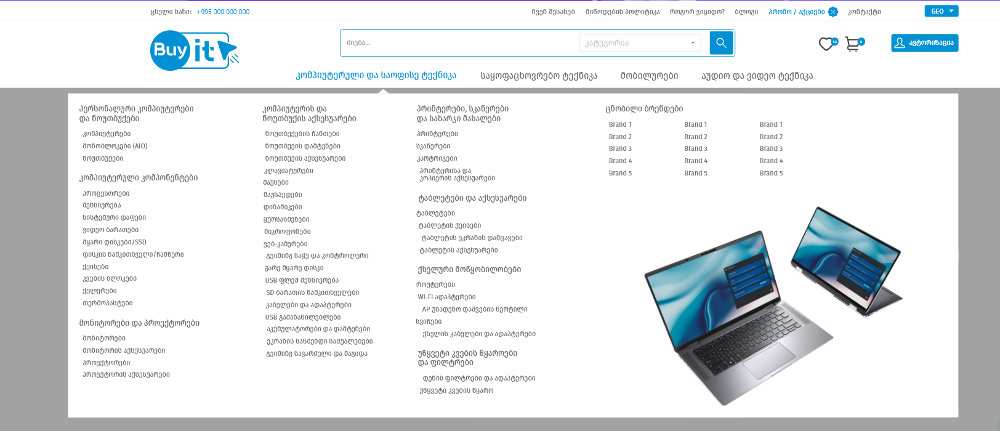 ცხელი ხაზი: +995 000 000 000
ჩვენ შესახებ მიწოდების პოლიტიკა როგორ ვიყიდო? ბლოგი პრომო / აქციები % კონტაქტი GEO
Buy it
ძიება... კატეგორია 13 0 ავტორიზაცია
კომპიუტერული და საოფისე ტექნიკა საყოფაცხოვრებო ტექნიკა მობილურები აუდიო და ვიდეო ტექნიკა
პერსონალური კომპიუტერები
და ნოუთბუქები
კომპიუტერები
მონობლოკები (AIO)
ნოუთბუქები
კომპიუტერული კომპონენტები
პროცესორები
მეხსიერება
სისტემური დაფები
ვიდეო ბარათები
მყარი დისკები/SSD
დისკის წამკითხველი/ჩამწერი
ქეისები
კვების ბლოკები
ქულერები
თერმოპასტები
მონიტორები და პროექტორები
მონიტორები
მონიტორის აქსესუარები
პროექტორები
პროექტორის აქსესუარები
კომპიუტერის და
ნოუთბუქის აქსესუარები
ნოუთბუქების ჩანთები
ნოუთბუქის დამტენები
ნოუთბუქის აქსესუარები
კლავიატურები
მაუსები
მაუსპედები
დინამიკები
ყურსასმენები
მიკროფონები
ვებ-კამერები
გეიმინგ საჭე და კონტროლერი
გარე მყარე დისკი
USB ფლეშ მეხსიერება
SD ბარათის წამკითხველები
კაბელები და ადაპტერები
USB გამანაწილებლები
აკუმულატორები და დამტენები
ეკრანის საწმენდი საშუალებები
გეიმინგ სავარძელი და მაგიდა
პრინტერები, სკანერები
და სახარჯი მასალები
პრინტერები
სკანერები
კარტრიჯები
პრინტერისა და
კოპიერის აქსესუარები
ტაბლეტები და აქსესუარები
ტაბლეტები
ტაბლეტის ქეისები
ტაბლეტის ეკრანის დამცავები
ტაბლეტის აქსესუარები
ქსელური მოწყობილობები
როუტერები
WI-FI ადაპტერები
AP უსადენო დაშვების წერტილი
სვიჩები
ქსელის კაბელები და ადაპტერები
უწყვეტი კვების წყაროები
და ფილტრები
დენის ფილტრები და ადაპტერები
უწყვეტი კვების წყარო
ცნობილი ბრენდები
Brand 1 Brand 1 Brand 1
Brand 2 Brand 2 Brand 2
Brand 3 Brand 3 Brand 3
Brand 4 Brand 4 Brand 4
Brand 5 Brand 5 Brand 5